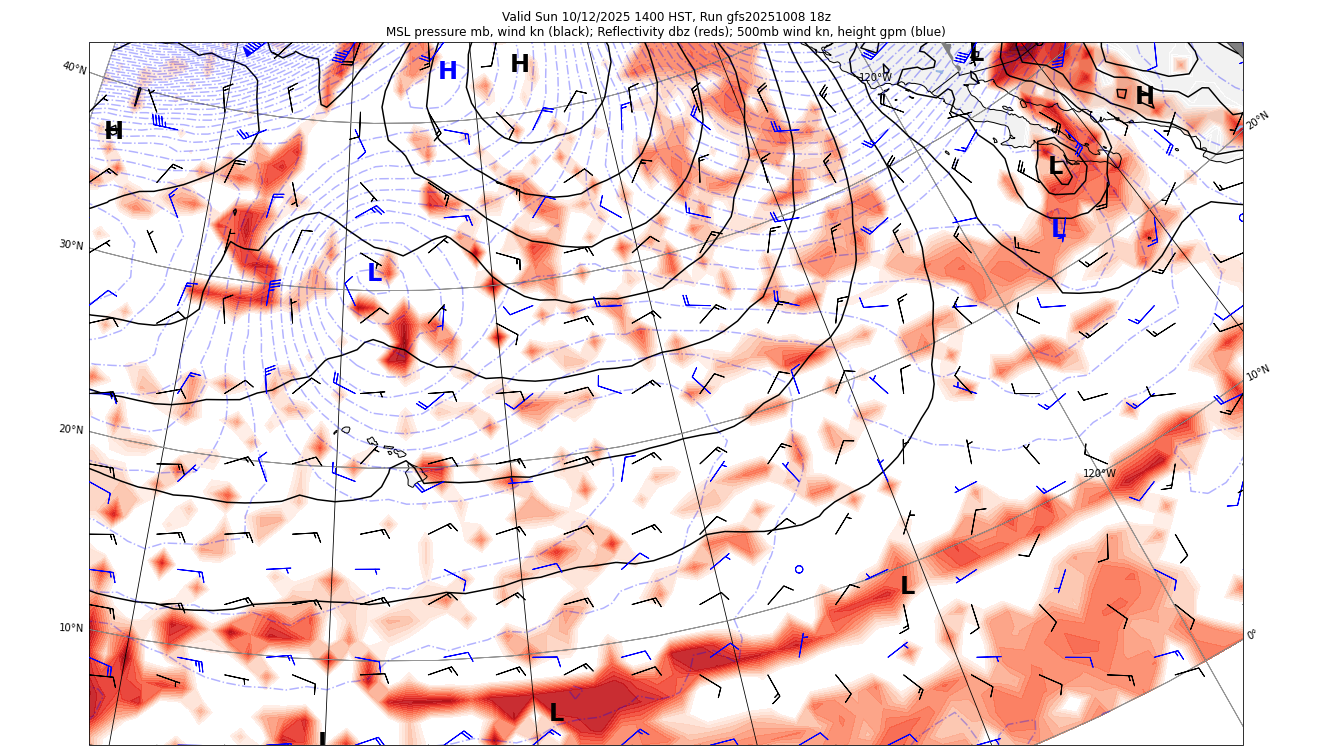 Valid Sun 10/12/2025 1400 HST, Run gfs20251008 18z
MSL pressure mb, wind kn (black); Reflectivity dbz (reds); 500mb wind kn, height gpm (blue)
H
H
L
40°N
120°W
H
H
20°N
L
L
30°N
L
10°N
20°N
120°W
L
10°N
0°
L
L